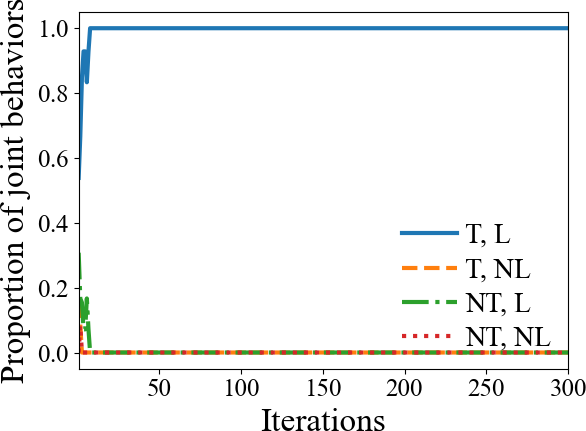 Proportion of joint behaviors
1.0
0.8
0.6
0.4
0.2
0.0
T, L
T, NL
NT, L
NT, NL
50 100 150 200 250 300
Iterations